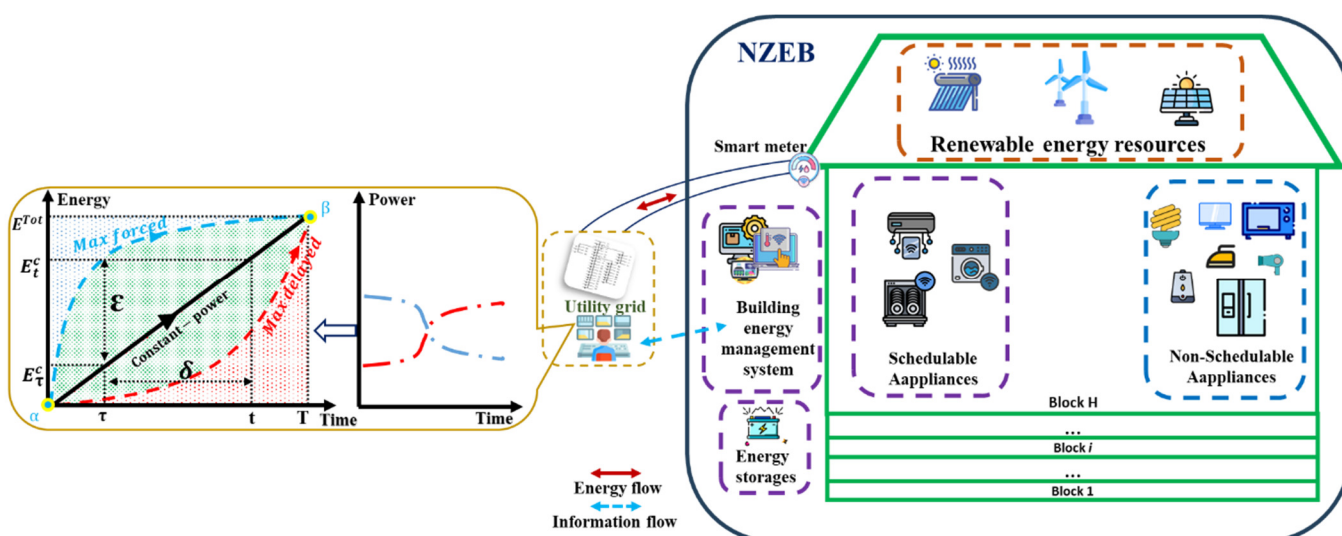 Energy
E^Tot
E_t^c
E_τ^c
α
β
Max forced
Constant – power
Max delayed
ε
δ
τ
t
T
Time
Power
Time
Utility grid
Energy flow
Information flow
NZEB
Smart meter
Building
energy
management
system
Energy
storages
Renewable energy resources
Schedulable
Aappliances
Non-Schedulable
Aappliances
Block H
...
Block i
...
Block 1